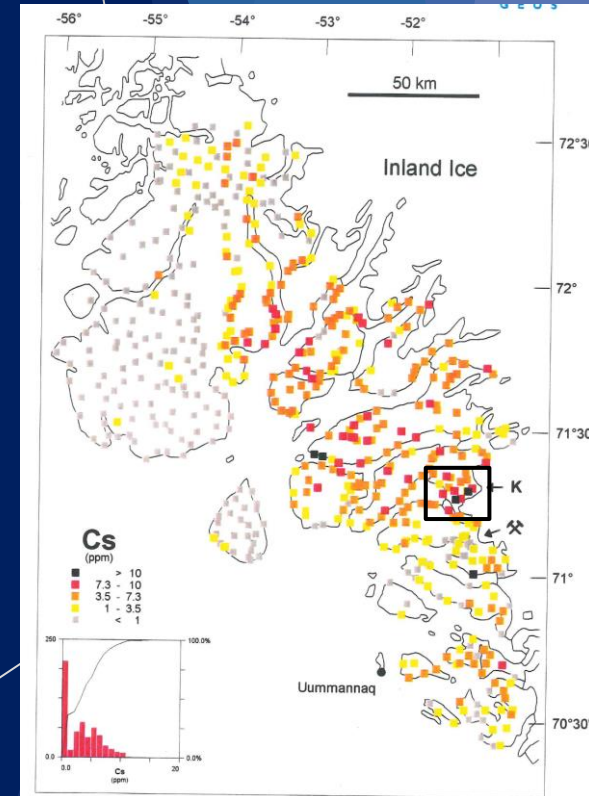 GEUS
-56° -55° -54° -53° -52°
50 km
72°30'
Inland Ice
72°
71°30'
K
Cs
(ppm)
> 10
7.3 - 10
3.5 - 7.3
1 - 3.5
< 1
71°
250
100.0%
Uummannaq
70°30'
0.0
0.0%
0.0
20
Cs
(ppm)